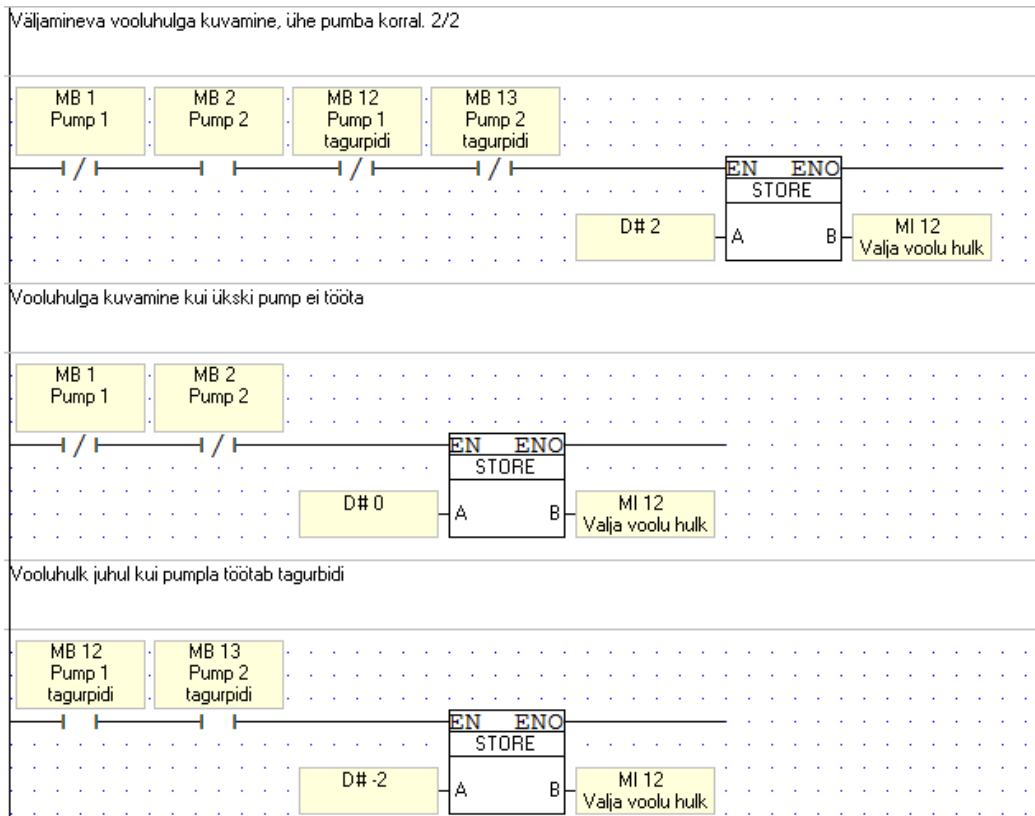 Väljamineva vooluhulga kuvamine, ühe pumba korral. 2/2
MB 1
Pump 1
MB 2
Pump 2
MB 12
Pump 1
tagurpidi
MB 13
Pump 2
tagurpidi
EN ENO
STORE
D# 2
A B
MI 12
Valja voolu hulk
Vooluhulga kuvamine kui ükski pump ei tööta
MB 1
Pump 1
MB 2
Pump 2
EN ENO
STORE
D# 0
A B
MI 12
Valja voolu hulk
Vooluhulk juhul kui pumpla töötab tagurbidi
MB 12
Pump 1
tagurpidi
MB 13
Pump 2
tagurpidi
EN ENO
STORE
D# -2
A B
MI 12
Valja voolu hulk